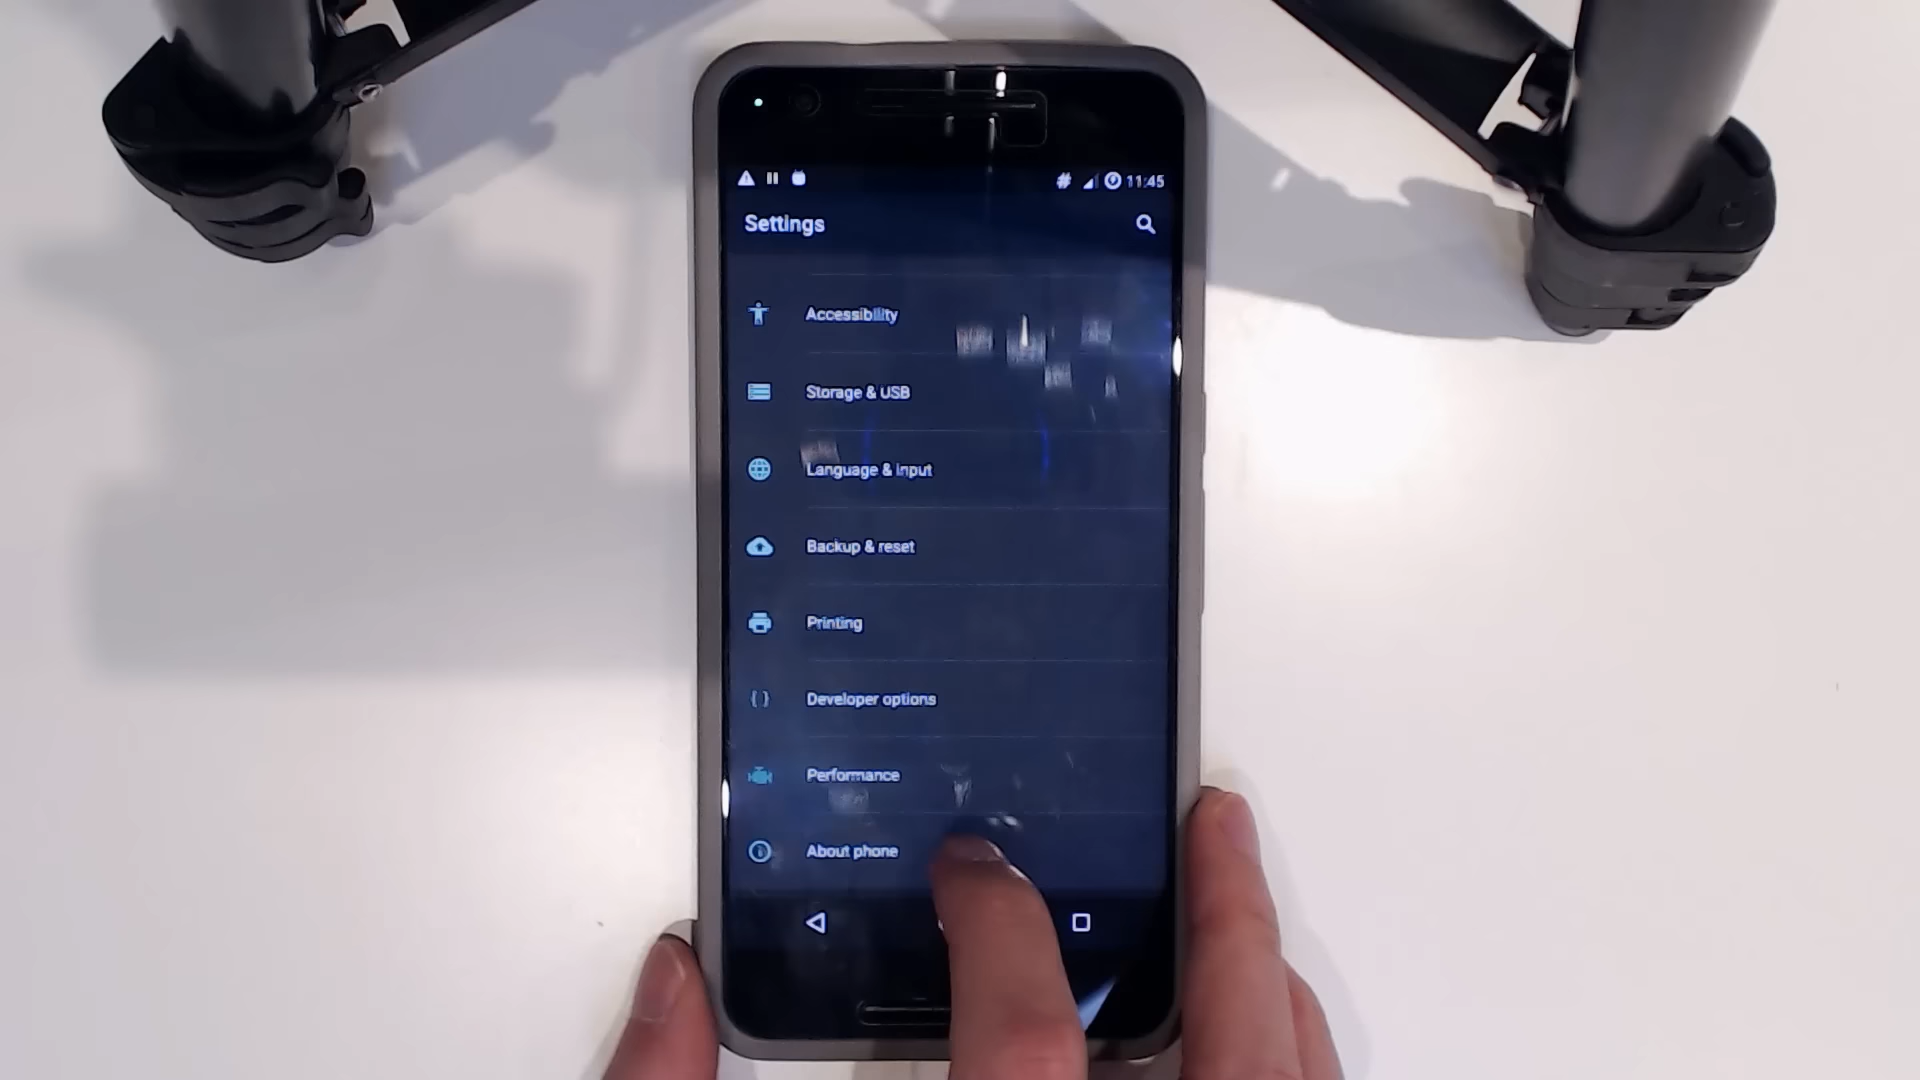 # 11:45
Settings
Accessibility
Storage & USB
Language & input
Backup & reset
Printing
{ } Developer options
Performance
About phone